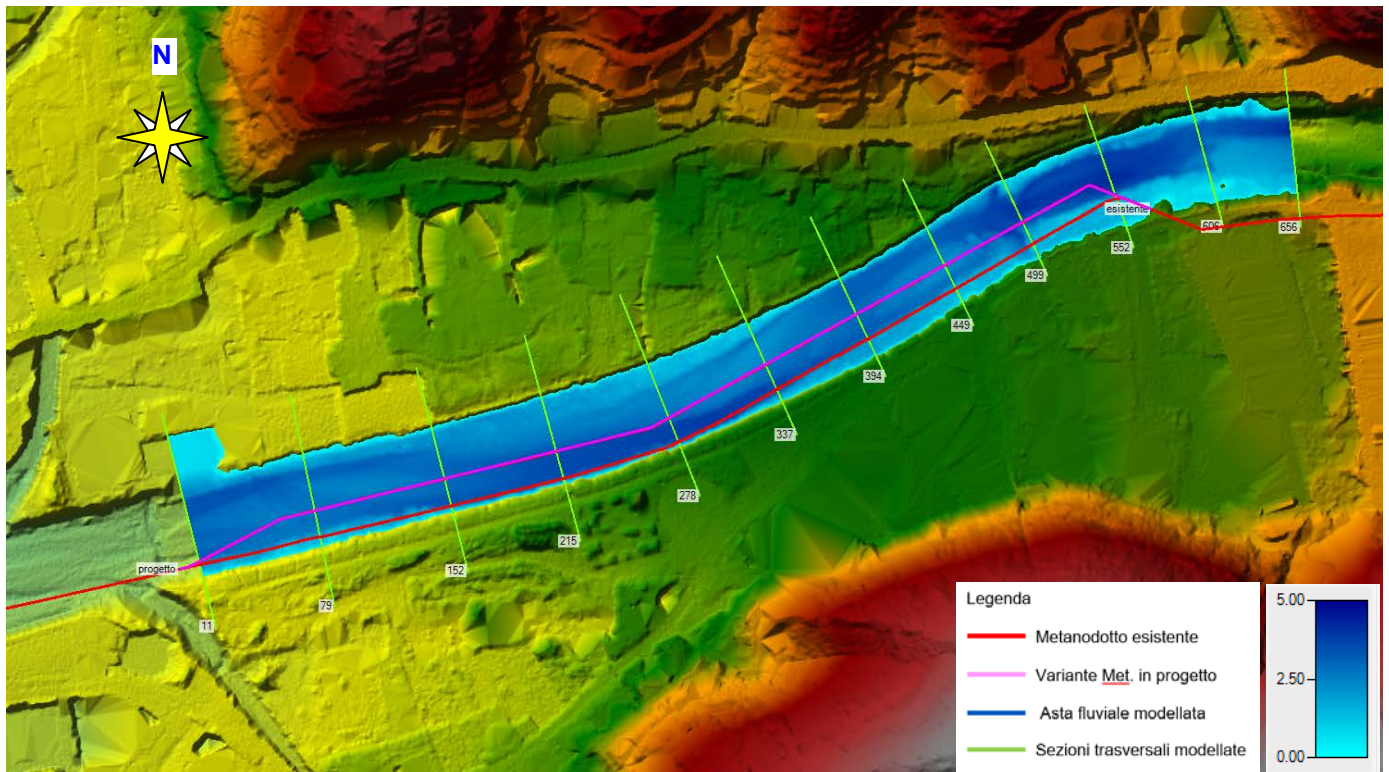 N
esistente
606
656
552
499
449
394
337
278
215
progetto
152
79
11
Legenda
Metanodotto esistente
Variante Met. in progetto
Asta fluviale modellata
Sezioni trasversali modellate
5.00
2.50
0.00